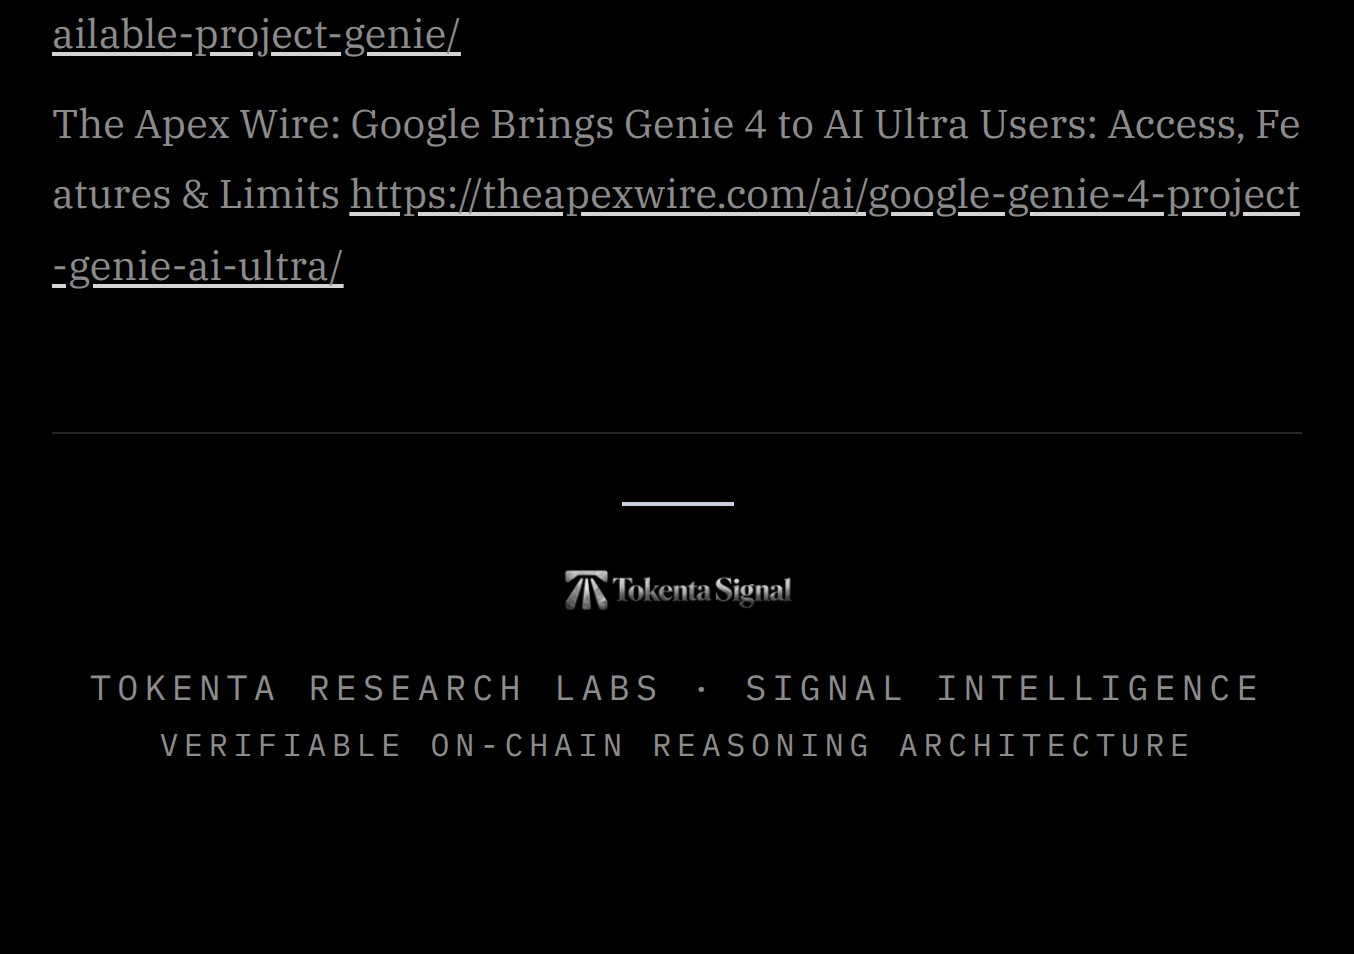 ailable-project-genie/
The Apex Wire: Google Brings Genie 4 to AI Ultra Users: Access, Fe
atures & Limits https://theapexwire.com/ai/google-genie-4-project
-genie-ai-ultra/
Tokenta Signal
TOKENTA RESEARCH LABS · SIGNAL INTELLIGENCE
VERIFIABLE ON-CHAIN REASONING ARCHITECTURE